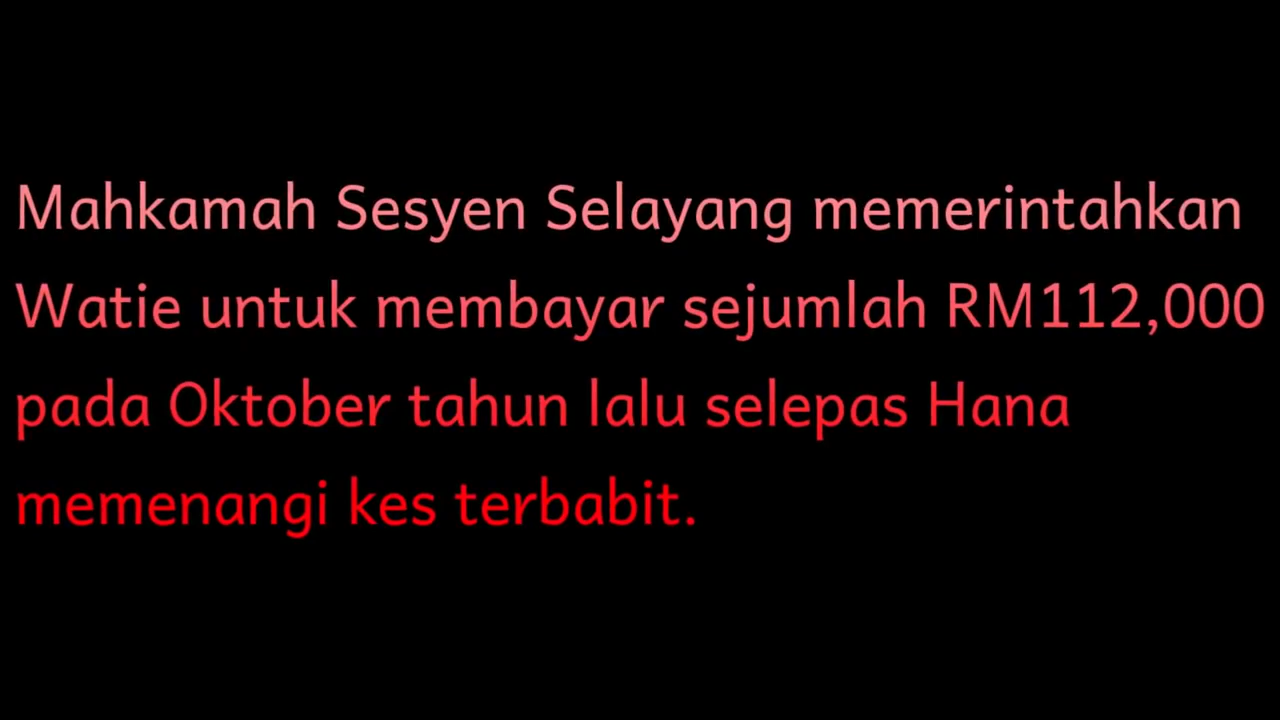 Mahkamah Sesyen Selayang memerintahkan
Watie untuk membayar sejumlah RM112,000
pada Oktober tahun lalu selepas Hana
memenangi kes terbabit.